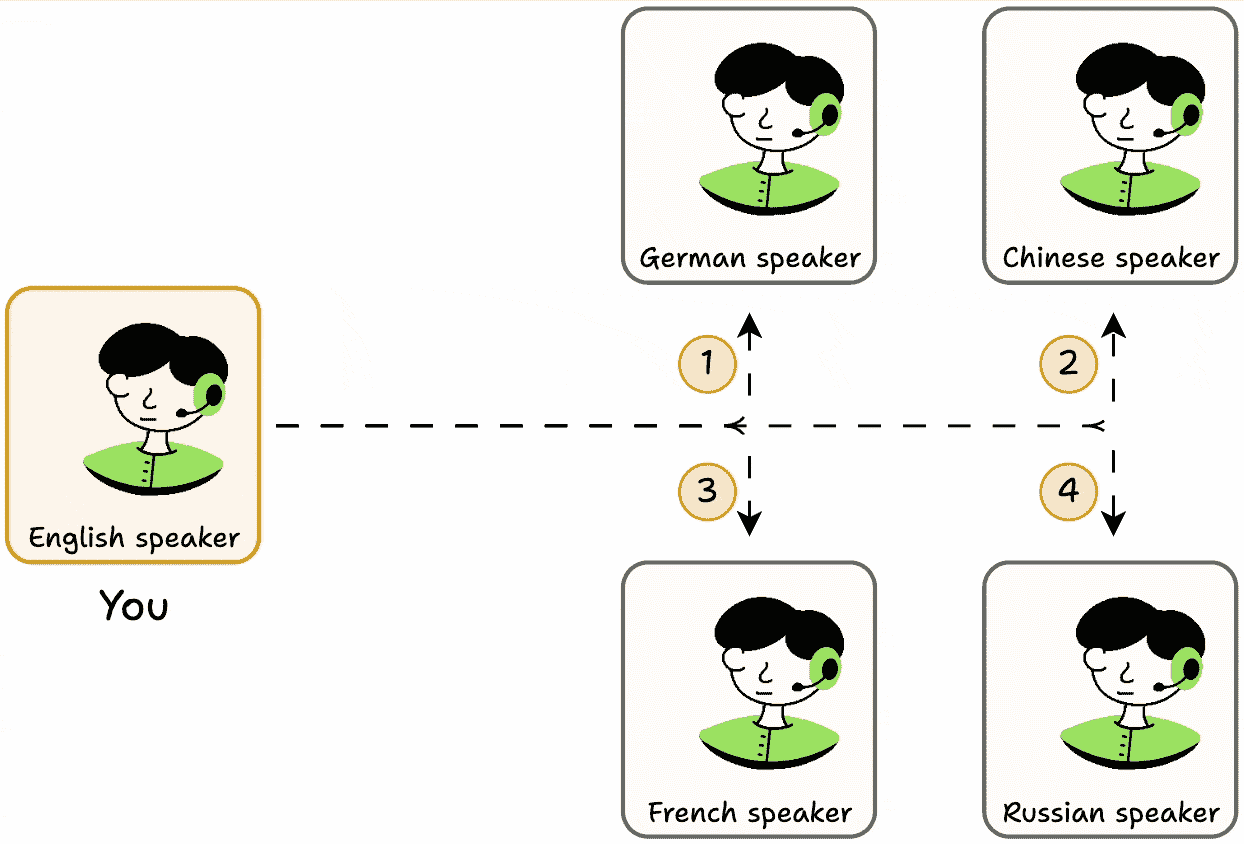 German speaker
Chinese speaker
1
2
English speaker
You
3
4
French speaker
Russian speaker